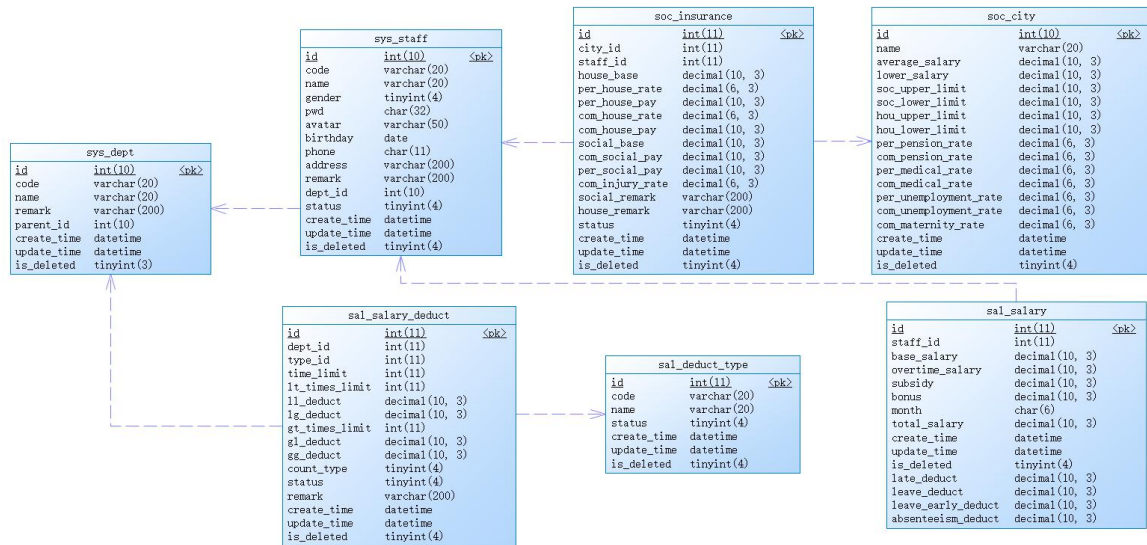 sys_dept
id int(10) <pk>
code varchar(20)
name varchar(20)
remark varchar(200)
parent_id int(10)
create_time datetime
update_time datetime
is_deleted tinyint(3)
sys_staff
id int(10) <pk>
code varchar(20)
name varchar(20)
gender tinyint(4)
pwd char(32)
avatar varchar(50)
birthday date
phone char(11)
address varchar(200)
remark varchar(200)
dept_id int(10)
status tinyint(4)
create_time datetime
update_time datetime
is_deleted tinyint(4)
soc_insurance
id int(11) <pk>
city_id int(11)
staff_id int(11)
house_base decimal(10, 3)
per_house_rate decimal(6, 3)
per_house_pay decimal(10, 3)
com_house_rate decimal(6, 3)
com_house_pay decimal(10, 3)
social_base decimal(10, 3)
com_social_pay decimal(10, 3)
per_social_pay decimal(10, 3)
com_injury_rate decimal(6, 3)
social_remark varchar(200)
house_remark varchar(200)
status tinyint(4)
create_time datetime
update_time datetime
is_deleted tinyint(4)
soc_city
id int(10) <pk>
name varchar(20)
average_salary decimal(10, 3)
lower_salary decimal(10, 3)
soc_upper_limit decimal(10, 3)
soc_lower_limit decimal(10, 3)
hou_upper_limit decimal(10, 3)
hou_lower_limit decimal(10, 3)
per_pension_rate decimal(6, 3)
com_pension_rate decimal(6, 3)
per_medical_rate decimal(6, 3)
com_medical_rate decimal(6, 3)
per_unemployment_rate decimal(6, 3)
com_unemployment_rate decimal(6, 3)
com_maternity_rate decimal(6, 3)
create_time datetime
update_time datetime
is_deleted tinyint(4)
sal_salary_deduct
id int(11) <pk>
dept_id int(11)
type_id int(11)
time_limit int(11)
lt_times_limit int(11)
ll_deduct decimal(10, 3)
lg_deduct decimal(10, 3)
gt_times_limit int(11)
gl_deduct decimal(10, 3)
gg_deduct decimal(10, 3)
count_type tinyint(4)
status tinyint(4)
remark varchar(200)
create_time datetime
update_time datetime
is_deleted tinyint(4)
sal_deduct_type
id int(11) <pk>
code varchar(20)
name varchar(20)
status tinyint(4)
create_time datetime
update_time datetime
is_deleted tinyint(4)
sal_salary
id int(11) <pk>
staff_id int(11)
base_salary decimal(10, 3)
overtime_salary decimal(10, 3)
subsidy decimal(10, 3)
bonus decimal(10, 3)
month char(6)
total_salary decimal(10, 3)
create_time datetime
update_time datetime
is_deleted tinyint(4)
late_deduct decimal(10, 3)
leave_deduct decimal(10, 3)
leave_early_deduct decimal(10, 3)
absenteeism_deduct decimal(10, 3)